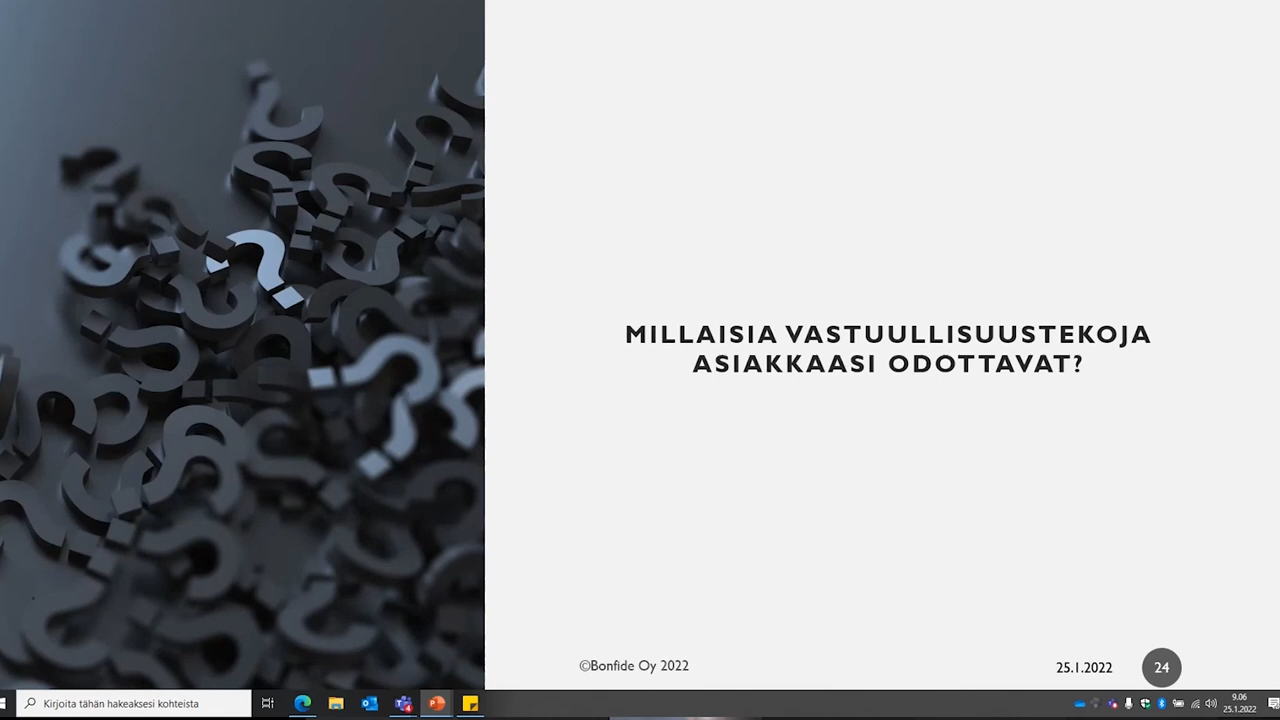 MILLAISIA VASTUULLISUUSTEKOJA
ASIAKKAASI ODOTTAVAT?
©Bonfide Oy 2022
25.1.2022
24
Kirjoita tähän hakeaksesi kohteista
9.06
25.1.2022